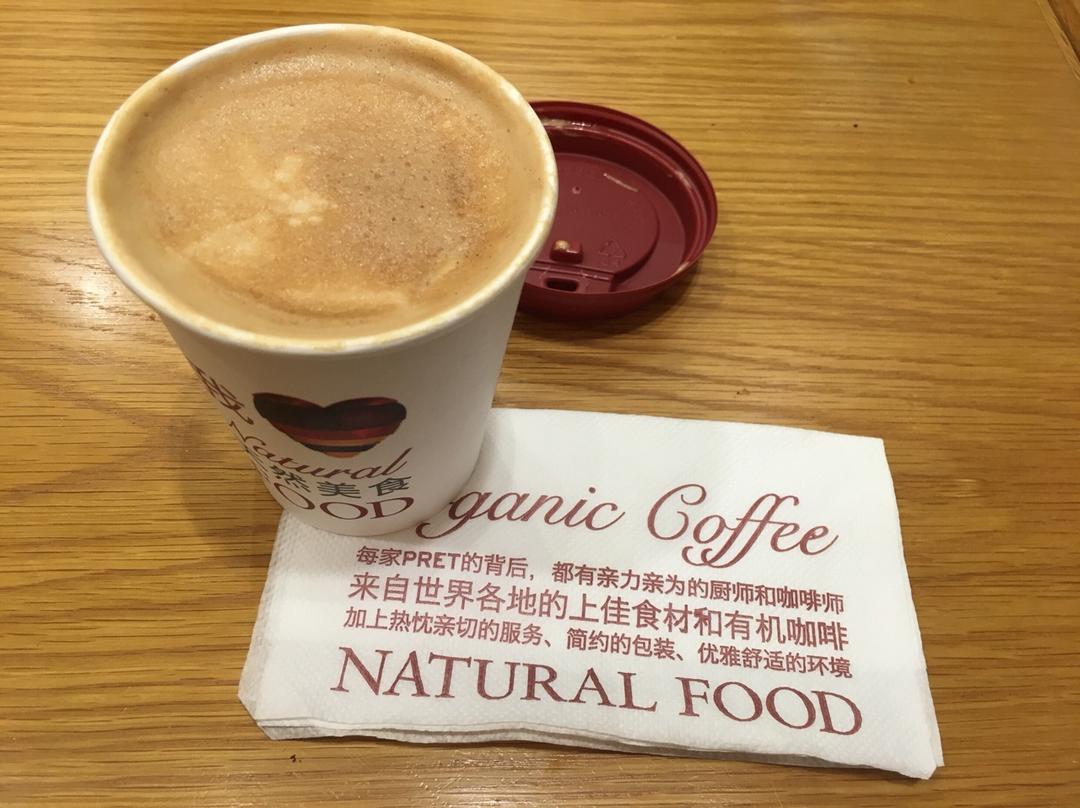 我
Natural
然美食
OOD
ganic Coffee
每家PRET的背后，都有亲力亲为的厨师和咖啡师
来自世界各地的上佳食材和有机咖啡
加上热忱亲切的服务、简约的包装、优雅舒适的环境
NATURAL FOOD